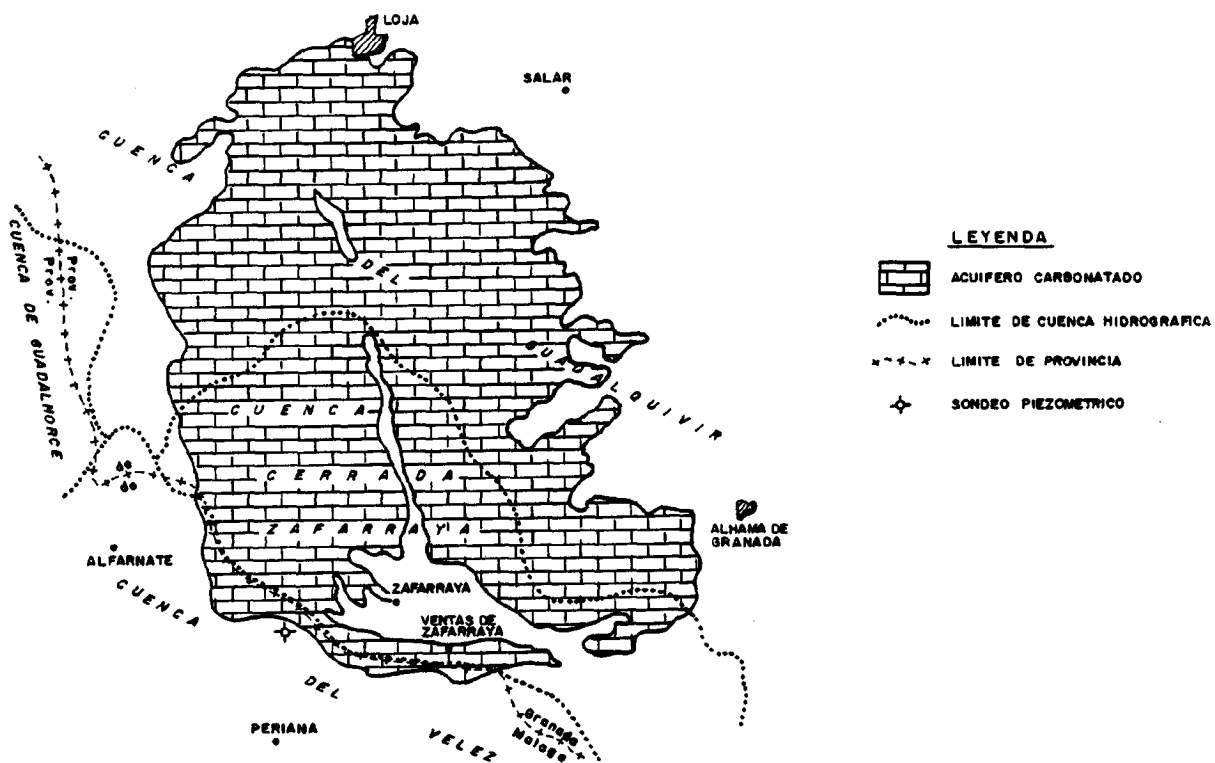 LOJA
SALAR
CUENCA
DEL
GUADALQUIVIR
CUENCA DE GUADALHORCE
Prov.
Prov.
CUENCA
CERRADA
ZAFARRAYA
ALFARNATE
ZAFARRAYA
VENTAS DE
ZAFARRAYA
ALHAMA DE
GRANADA
CUENCA
DEL
VELEZ
PERIANA
Granada
Malaga
LEYENDA
ACUIFERO CARBONATADO
LIMITE DE CUENCA HIDROGRAFICA
LIMITE DE PROVINCIA
SONDEO PIEZOMETRICO